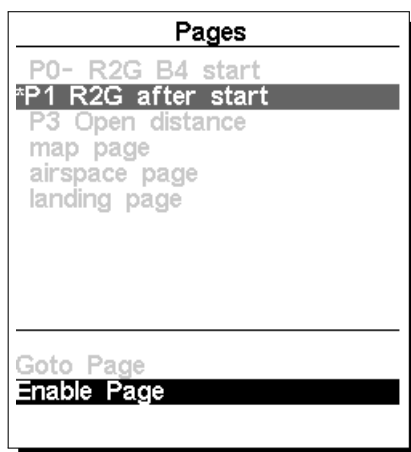 Pages
P0- R2G B4 start
*P1 R2G after start
P3 Open distance
map page
airspace page
landing page
Goto Page
Enable Page